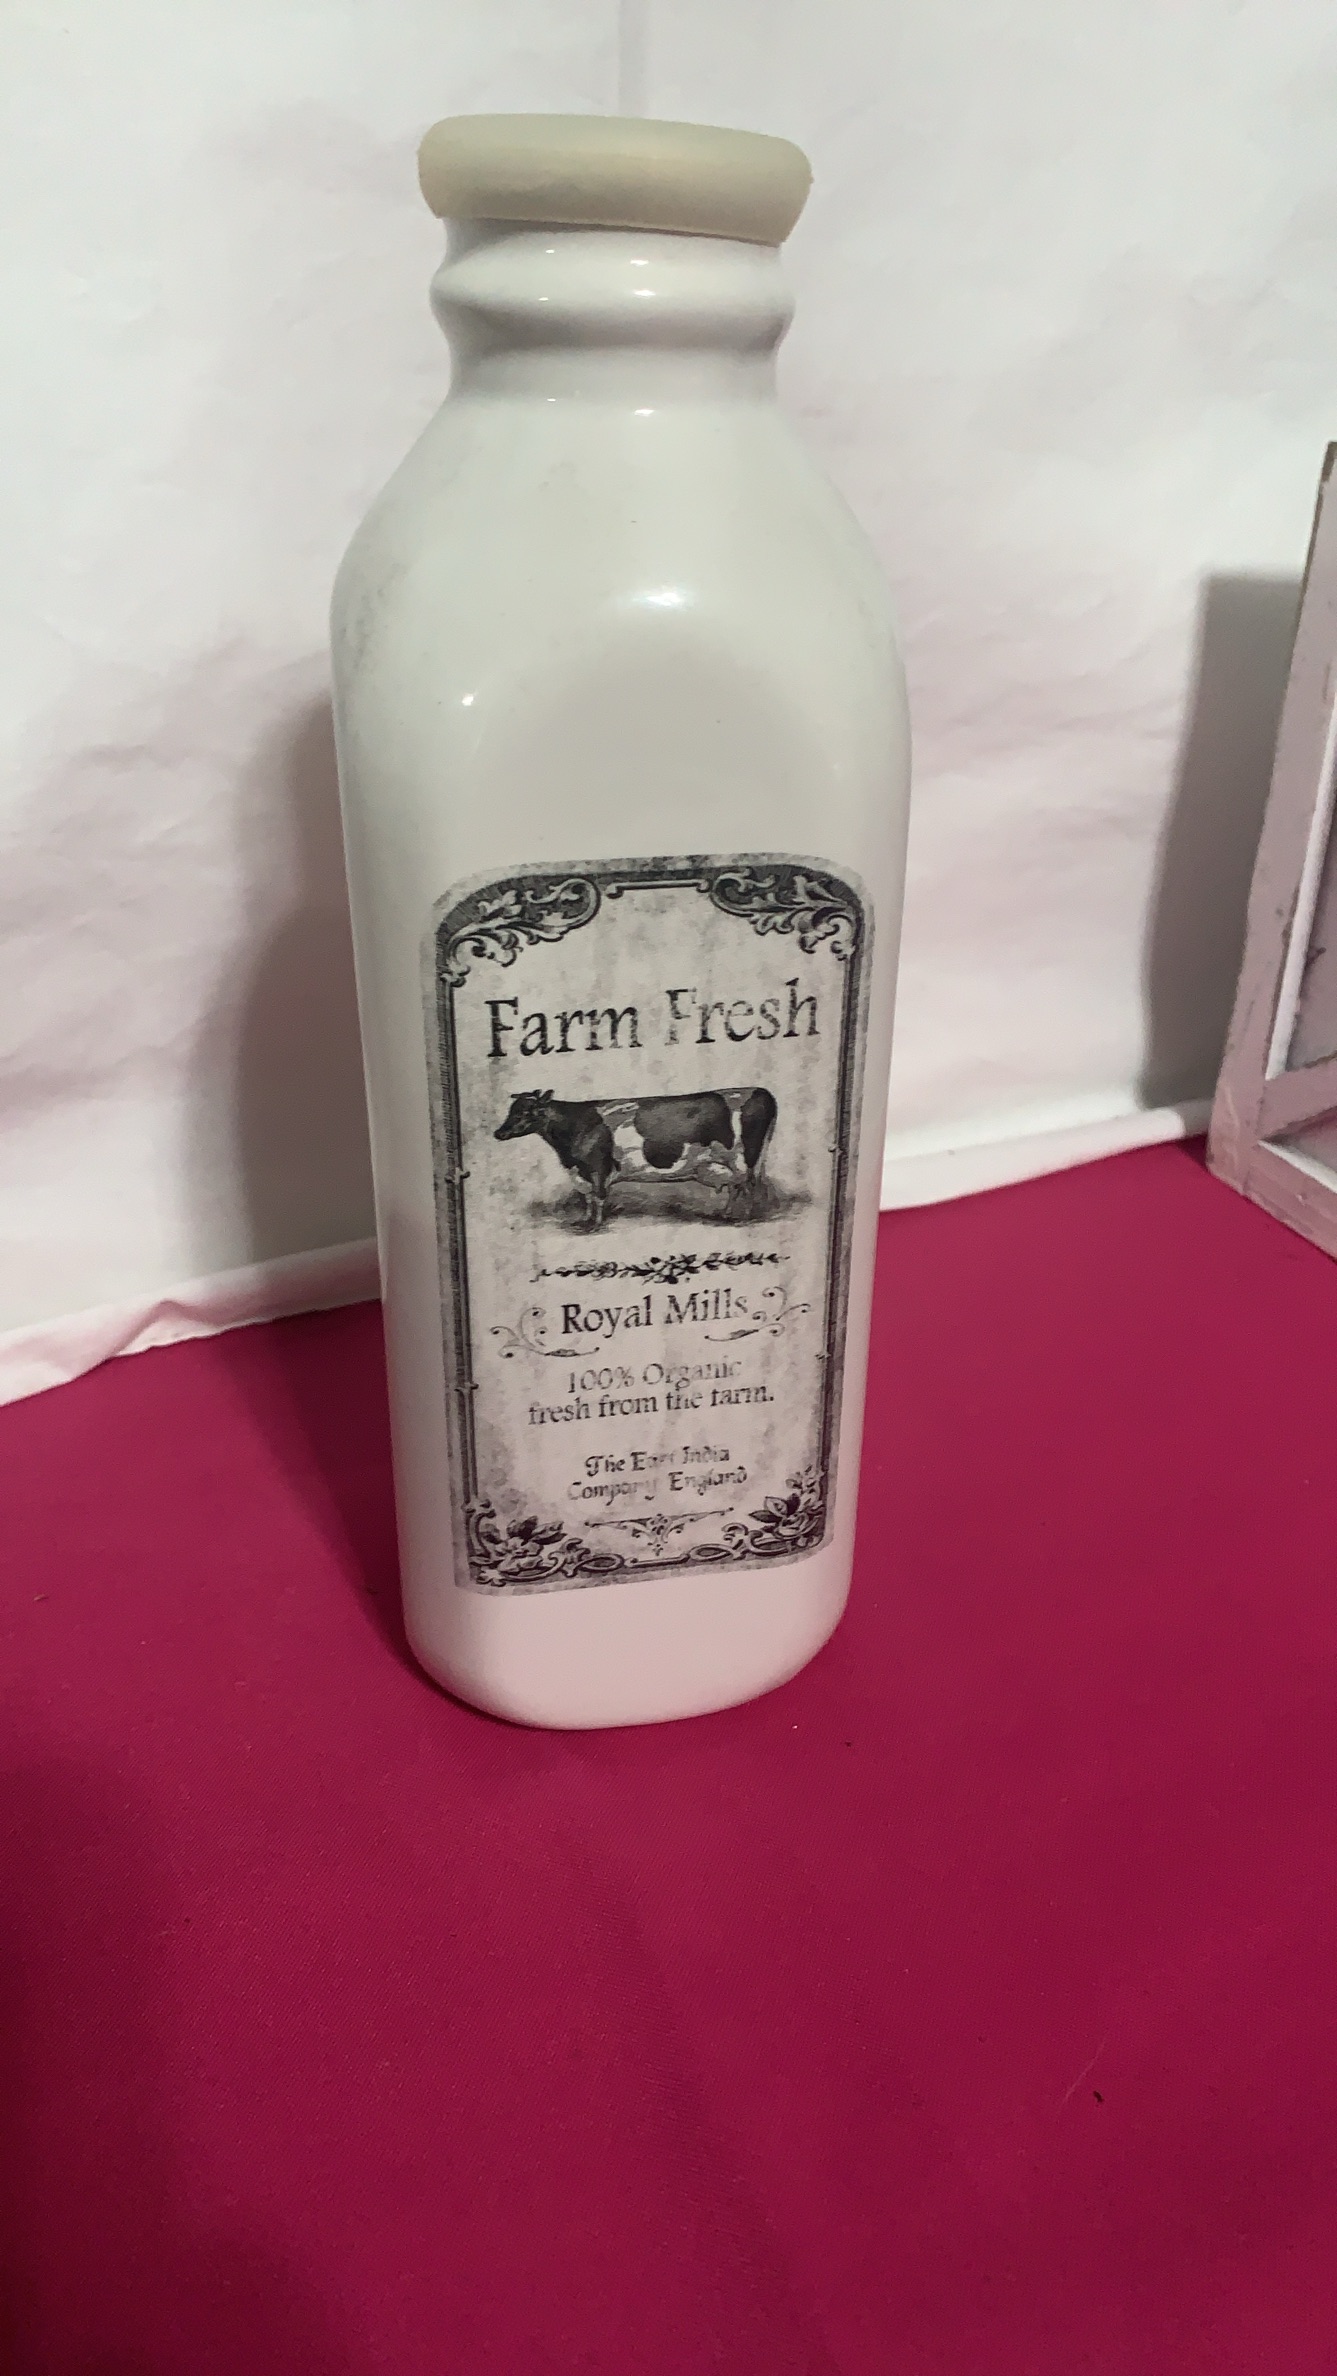 Farm Fresh
Royal Mills
100% Organic
fresh from the farm.
The East India
Company England